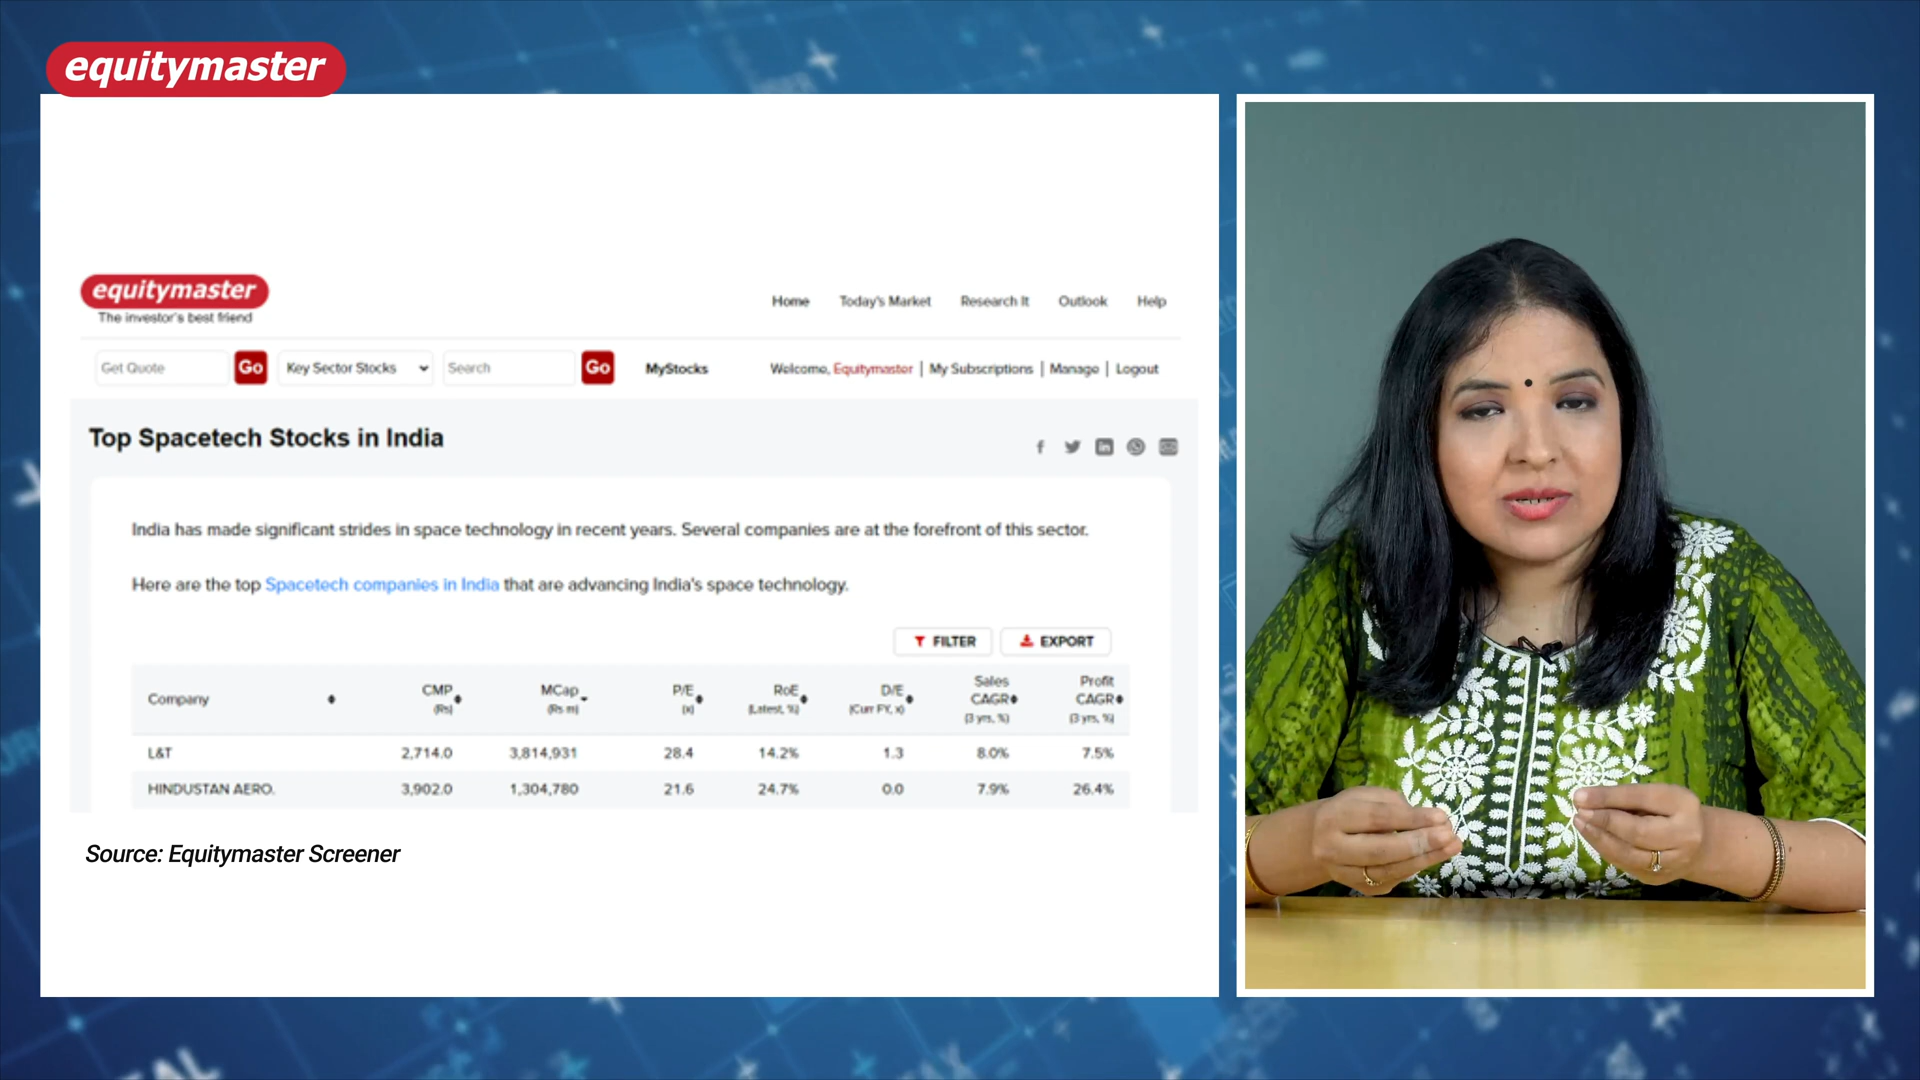 equitymaster
equitymaster
The investor's best friend
Home Today's Market Research It Outlook Help
Get Quote Go Key Sector Stocks Search Go MyStocks Welcome, Equitymaster | My Subscriptions | Manage | Logout
Top Spacetech Stocks in India
India has made significant strides in space technology in recent years. Several companies are at the forefront of this sector.
Here are the top Spacetech companies in India that are advancing India's space technology.
FILTER EXPORT
Company CMP (Rs) MCap (Rs m) P/E (x) RoE (Latest, %) D/E (Curr FY, x) Sales CAGR (3 yrs, %) Profit CAGR (3 yrs, %)
L&T 2,714.0 3,814,931 28.4 14.2% 1.3 8.0% 7.5%
HINDUSTAN AERO. 3,902.0 1,304,780 21.6 24.7% 0.0 7.9% 26.4%
Source: Equitymaster Screener